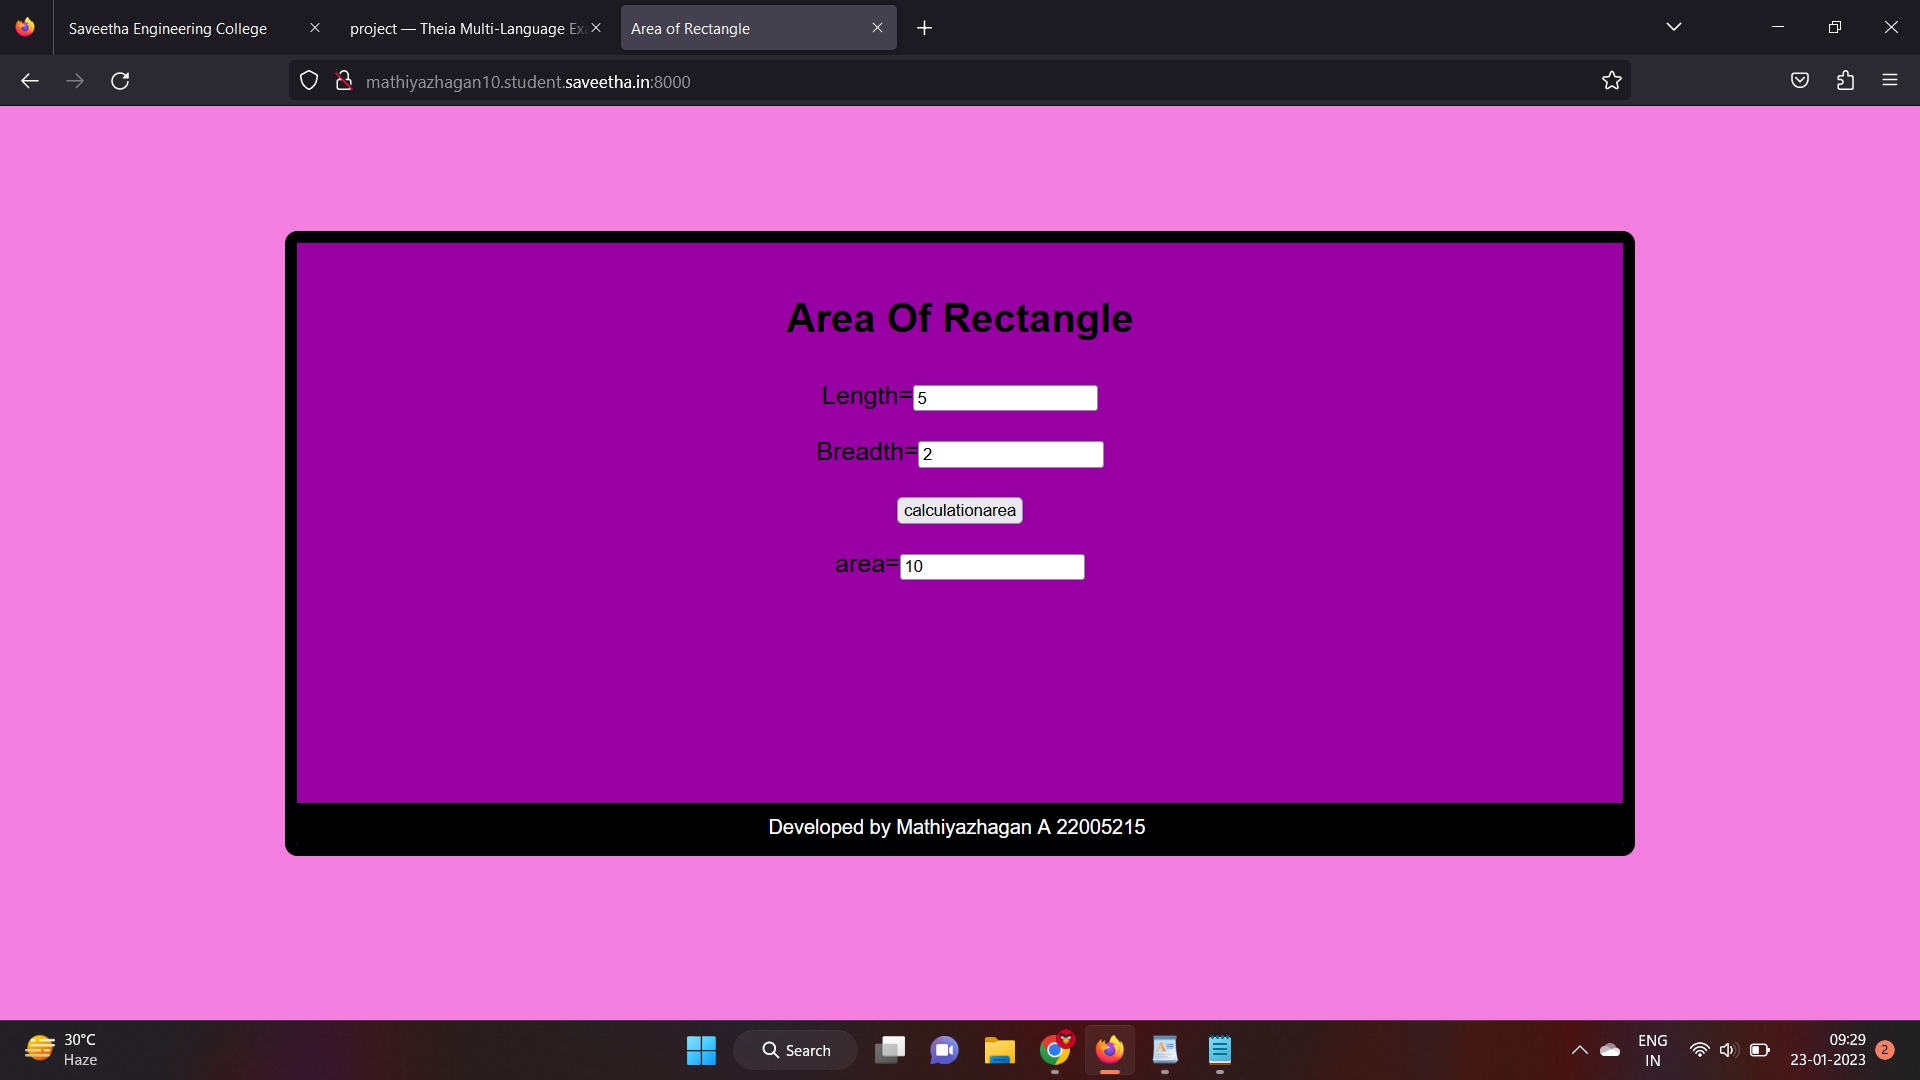 Saveetha Engineering College
project — Theia Multi-Language Ex
Area of Rectangle
mathiyazhagan10.student.saveetha.in:8000
Area Of Rectangle
Length=5
Breadth=2
calculationarea
area=10
Developed by Mathiyazhagan A 22005215
30°C
Haze
Search
ENG
IN
09:29
23-01-2023
2